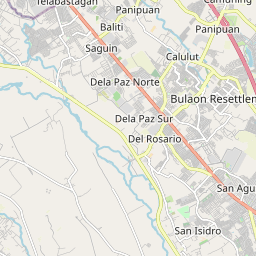 Telabastagan
Panipuan
Camuning
Baliti
Panipuan
Saguin
Calulut
Dela Paz Norte
Bulaon Resettlem
Dela Paz Sur
Del Rosario
San Agu
San Isidro